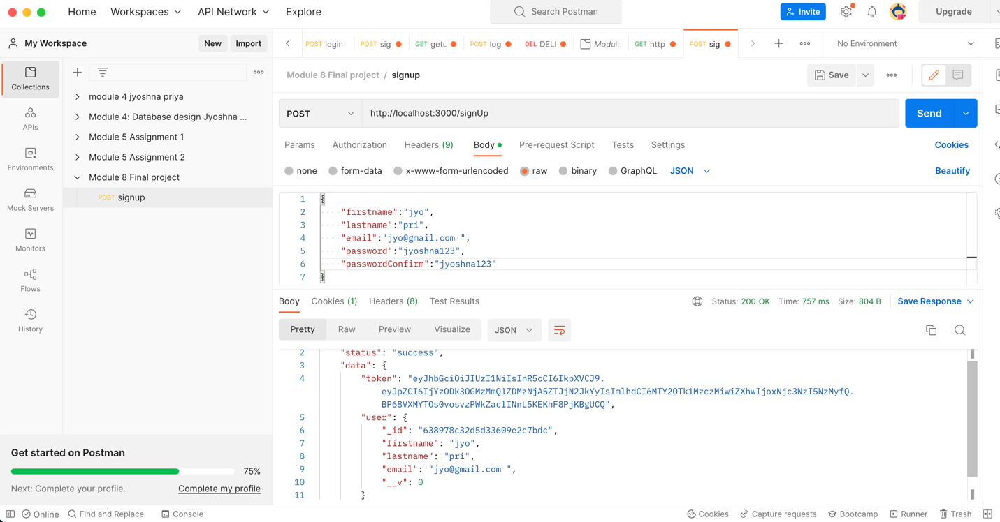 Home Workspaces API Network Explore Search Postman Invite Upgrade
My Workspace New Import POST login POST sig GET getu POST log DEL DELI Module GET http POST sig No Environment
Collections
APIs
Environments
Mock Servers
Monitors
Flows
History
module 4 jyoshna priya
Module 4: Database design Jyoshna ...
Module 5 Assignment 1
Module 5 Assignment 2
Module 8 Final project
POST signup
Get started on Postman
75%
Next: Complete your profile. Complete my profile
Module 8 Final project / signup Save
POST http://localhost:3000/signUp Send
Params Authorization Headers (9) Body Pre-request Script Tests Settings Cookies
none form-data x-www-form-urlencoded raw binary GraphQL JSON Beautify
1 {
2 "firstname":"jyo",
3 "lastname":"pri",
4 "email":"jyo@gmail.com ",
5 "password":"jyoshna123",
6 "passwordConfirm":"jyoshna123"
7 }
Body Cookies (1) Headers (8) Test Results Status: 200 OK Time: 757 ms Size: 804 B Save Response
Pretty Raw Preview Visualize JSON
2 "status": "success",
3 "data": {
4 "token": "eyJhbGciOiJIUzI1NiIsInR5cCI6IkpXVCJ9.
eyJpZCI6IjYzODk3OGMzMmQ1ZDMzNjA5ZTJjN2JkYyIsImlhdCI6MTY2OTk1MzczMiwiZXhwIjoxNjc3NzI5NzMyfQ.
BP68VXMYTOs0vosvzPWkZaclINnL5KEKhF8PjKBgUCQ",
5 "user": {
6 "_id": "638978c32d5d33609e2c7bdc",
7 "firstname": "jyo",
8 "lastname": "pri",
9 "email": "jyo@gmail.com ",
10 "__v": 0
11 }
Online Find and Replace Console Cookies Capture requests Bootcamp Runner Trash